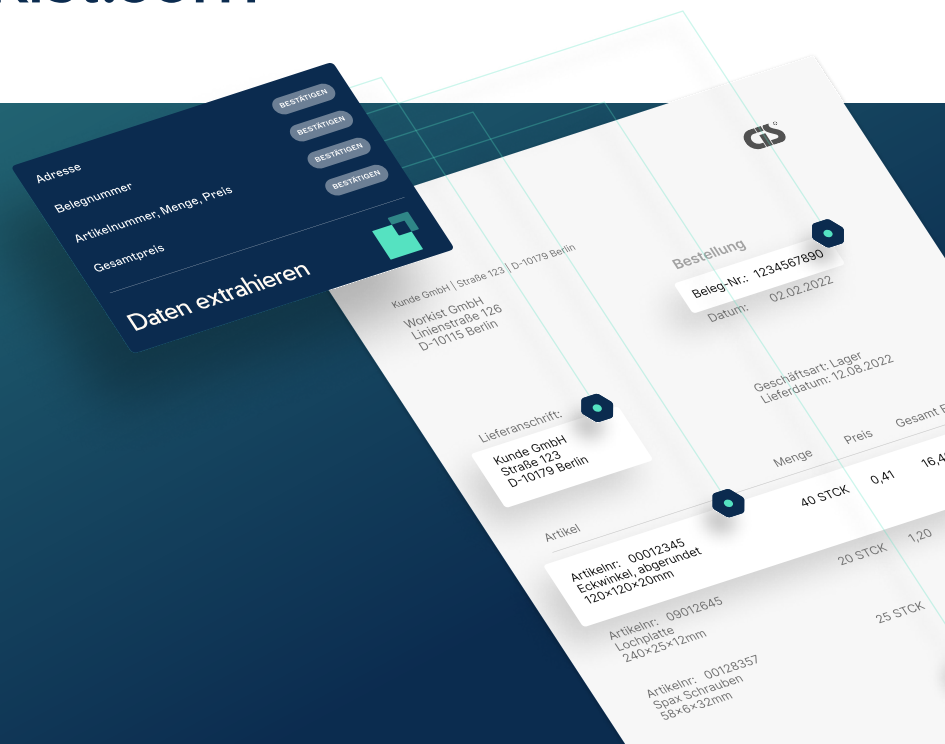 Adresse BESTÄTIGEN
Belegnummer BESTÄTIGEN
Artikelnummer, Menge, Preis BESTÄTIGEN
Gesamtpreis BESTÄTIGEN
Daten extrahieren
GS
Kunde GmbH | Straße 123 | D-10179 Berlin
Workist GmbH
Linienstraße 126
D-10115 Berlin
Bestellung
Beleg-Nr.: 1234567890
Datum: 02.02.2022
Geschäftsart: Lager
Lieferdatum: 12.08.2022
Lieferanschrift:
Kunde GmbH
Straße 123
D-10179 Berlin
Artikel Menge Preis Gesamt
Artikelnr: 00012345 40 STCK 0,41
Eckwinkel, abgerundet
120×120×20mm
Artikelnr: 09012645 20 STCK 1,20
Lochplatte
240×25×12mm
Artikelnr: 00128357 25 STCK
Spax Schrauben
58×6×32mm